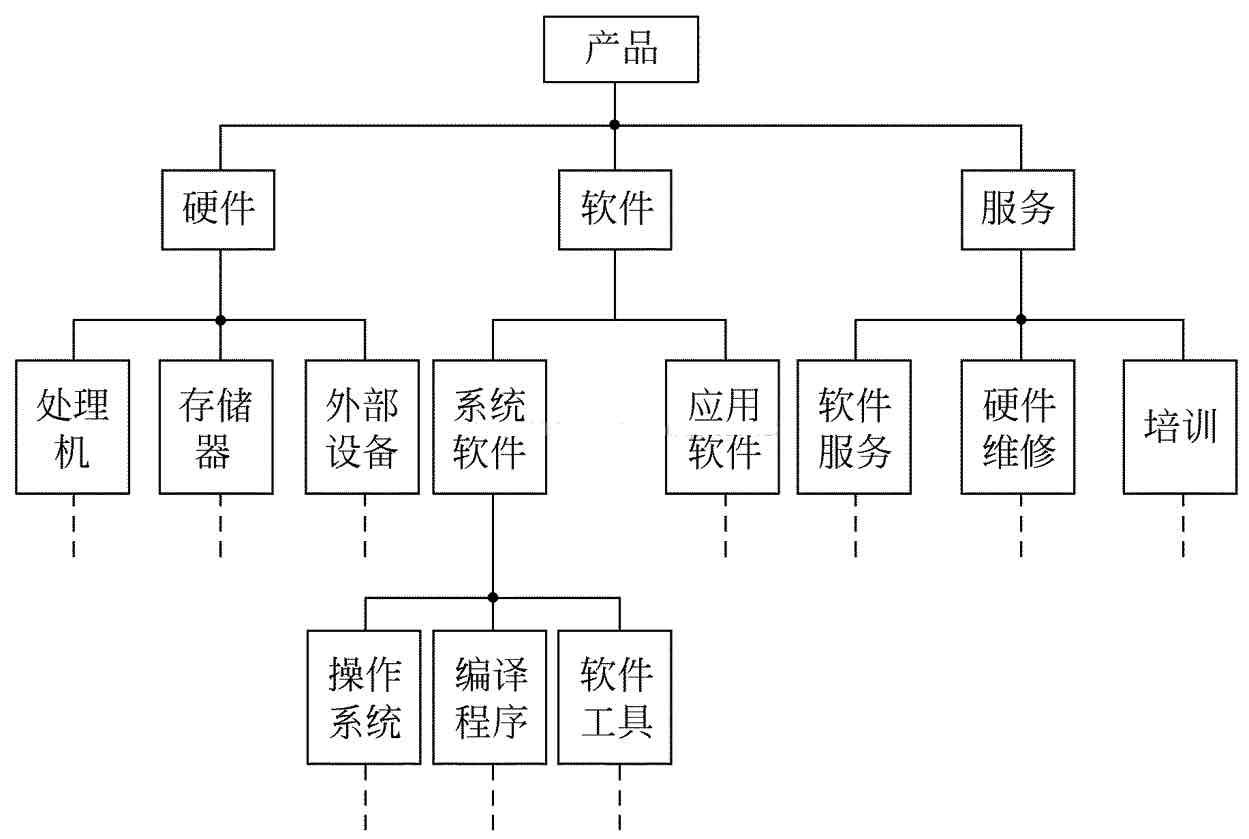 产品
硬件
软件
服务
处理
机
存储
器
外部
设备
系统
软件
应用
软件
软件
服务
硬件
维修
培训
操作
系统
编译
程序
软件
工具